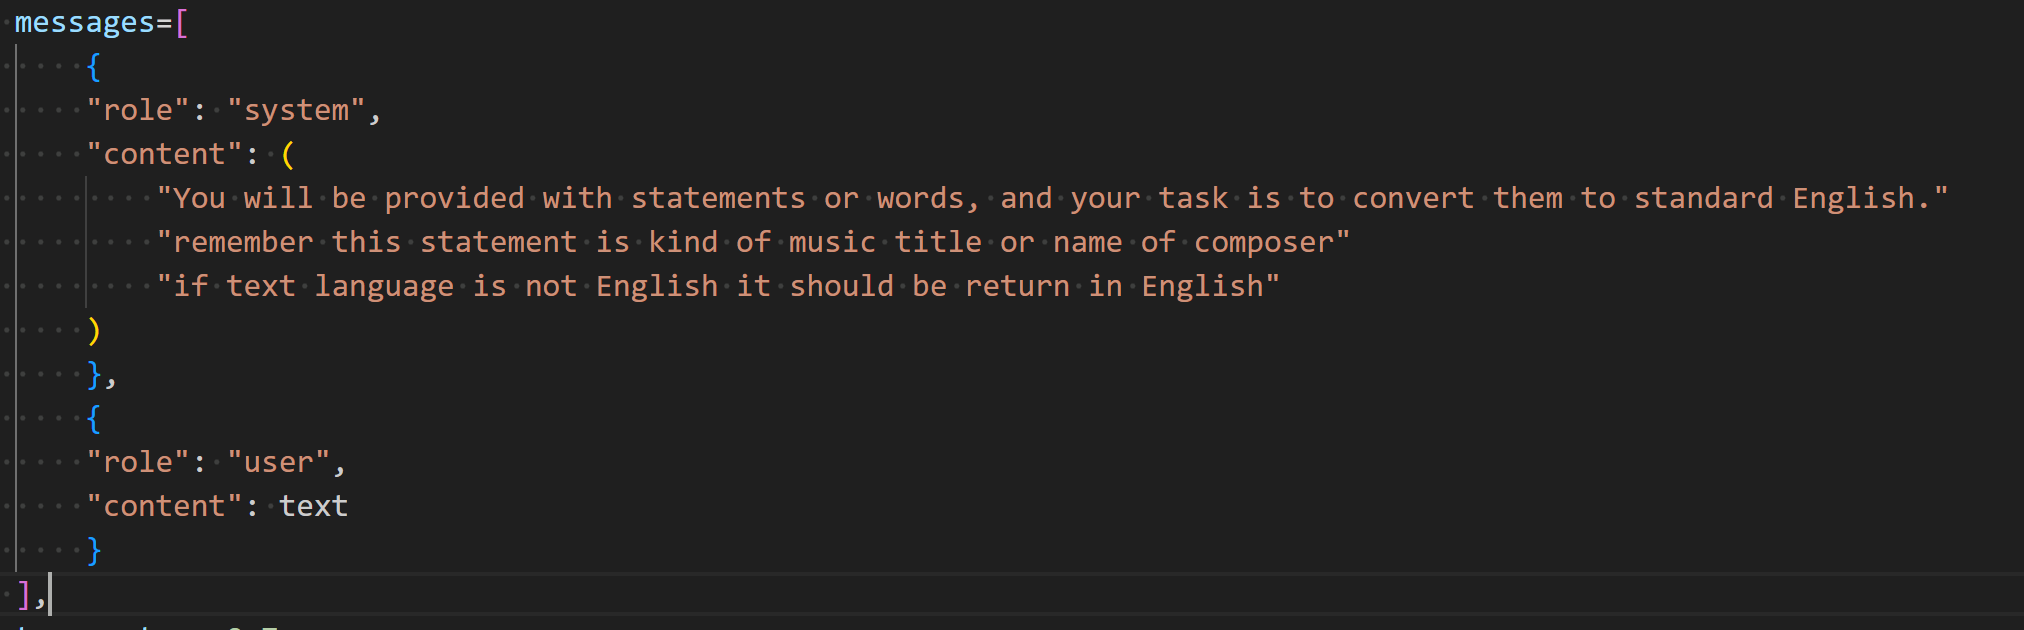 messages=[
{
"role": "system",
"content": (
"You will be provided with statements or words, and your task is to convert them to standard English."
"remember this statement is kind of music title or name of composer"
"if text language is not English it should be return in English"
)
},
{
"role": "user",
"content": text
}
],